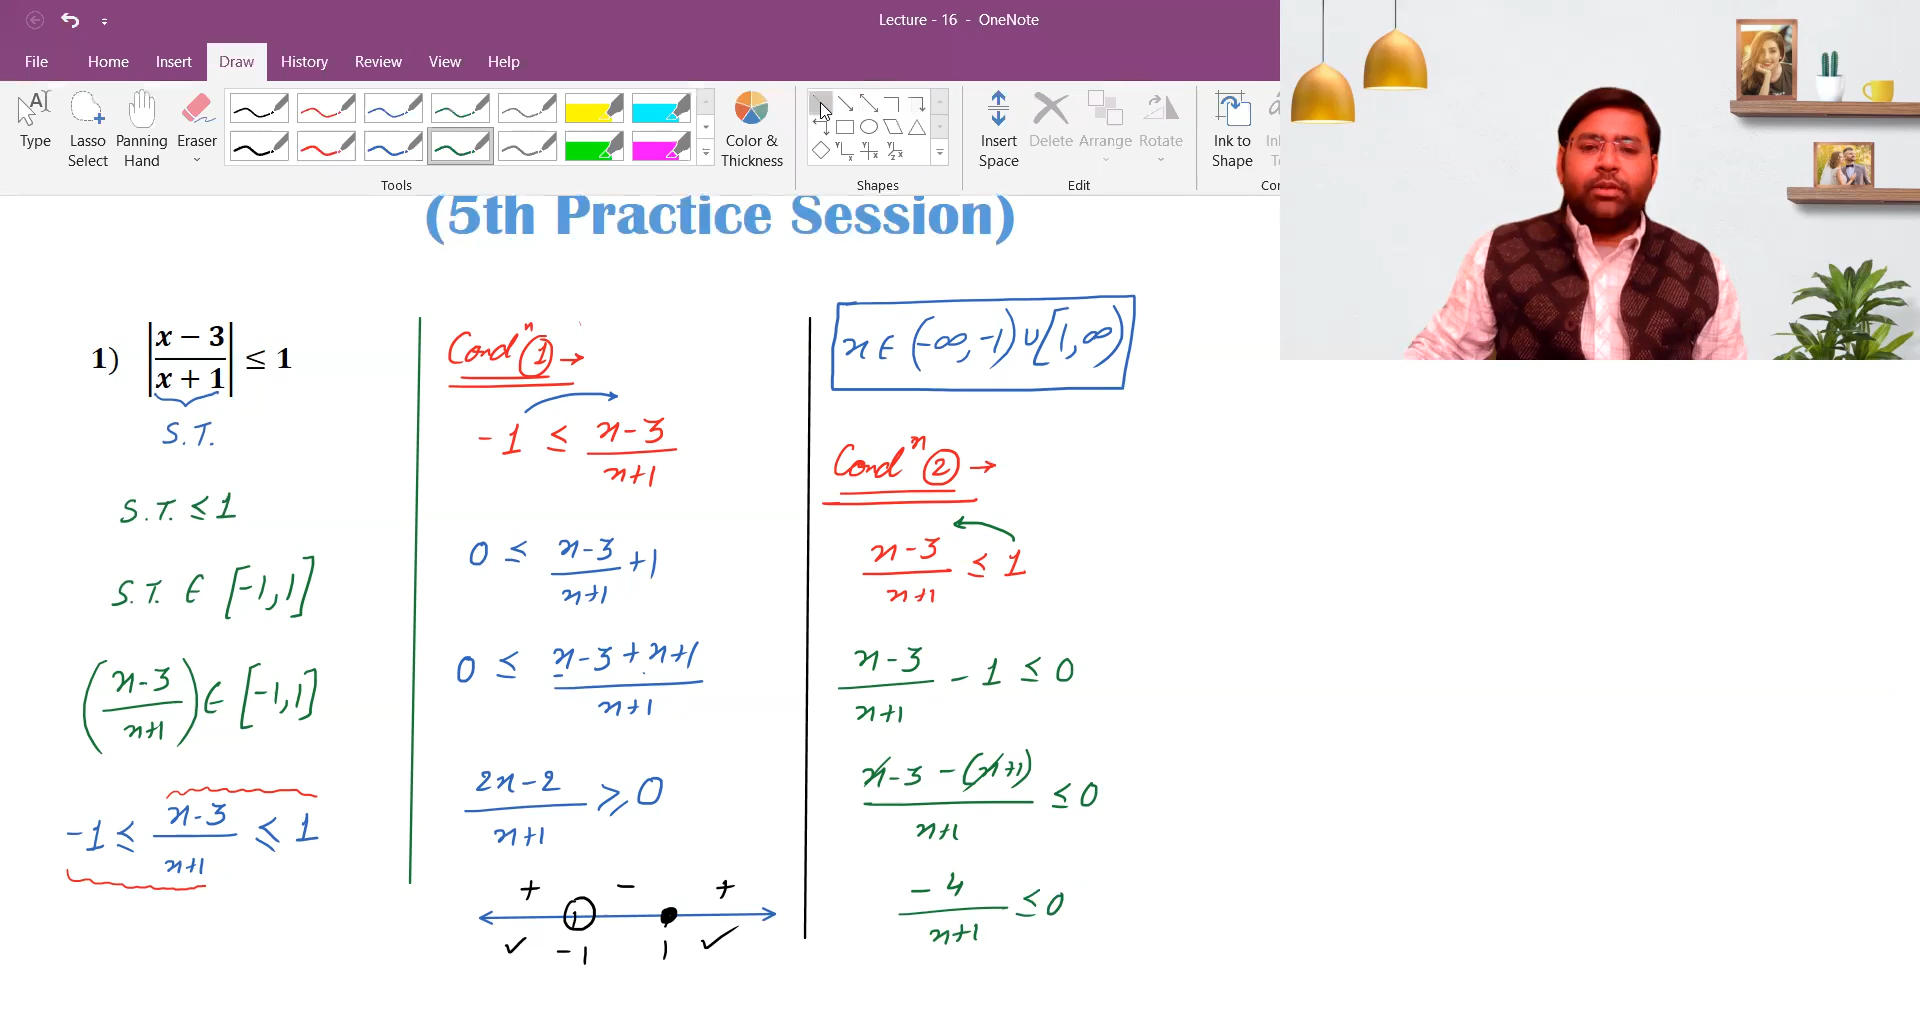 Lecture - 16 - OneNote
File Home Insert Draw History Review View Help
Type
Lasso Select
Panning Hand
Eraser
Color & Thickness
Insert Space
Delete
Arrange
Rotate
Ink to Shape
Tools
Shapes
Edit
(5th Practice Session)
1) |(x − 3)/(x + 1)| ≤ 1
S.T.
S.T. ≤ 1
S.T. ∈ [-1,1]
((x-3)/(x+1)) ∈ [-1,1]
-1 ≤ (x-3)/(x+1) ≤ 1
Condⁿ ① →
-1 ≤ (x-3)/(x+1)
0 ≤ (x-3)/(x+1) + 1
0 ≤ (x-3+x+1)/(x+1)
(2x-2)/(x+1) ≥ 0
+ - +
✓ -1 1 ✓
x ∈ (-∞,-1) ∪ [1,∞)
Condⁿ ② →
(x-3)/(x+1) ≤ 1
(x-3)/(x+1) - 1 ≤ 0
(x-3-(x+1))/(x+1) ≤ 0
-4/(x+1) ≤ 0